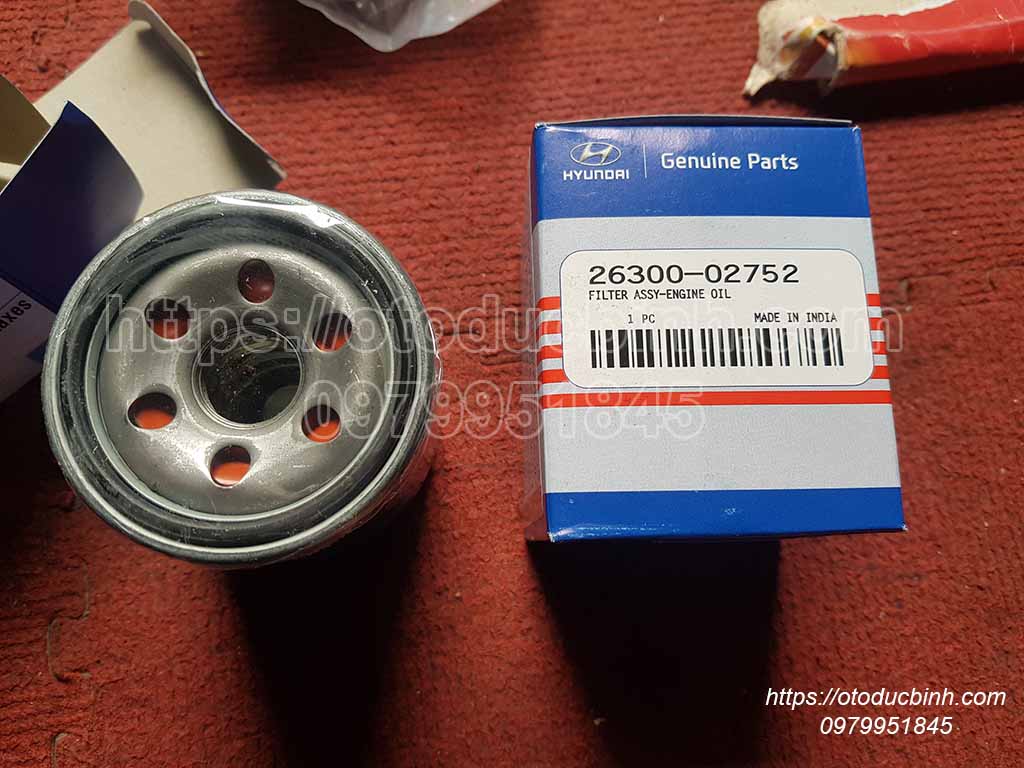 HYUNDAI
Genuine Parts
26300-02752
FILTER ASSY-ENGINE OIL
1 PC MADE IN INDIA
https://otoducbinh.com
0979951845
https://otoducbinh.com
0979951845